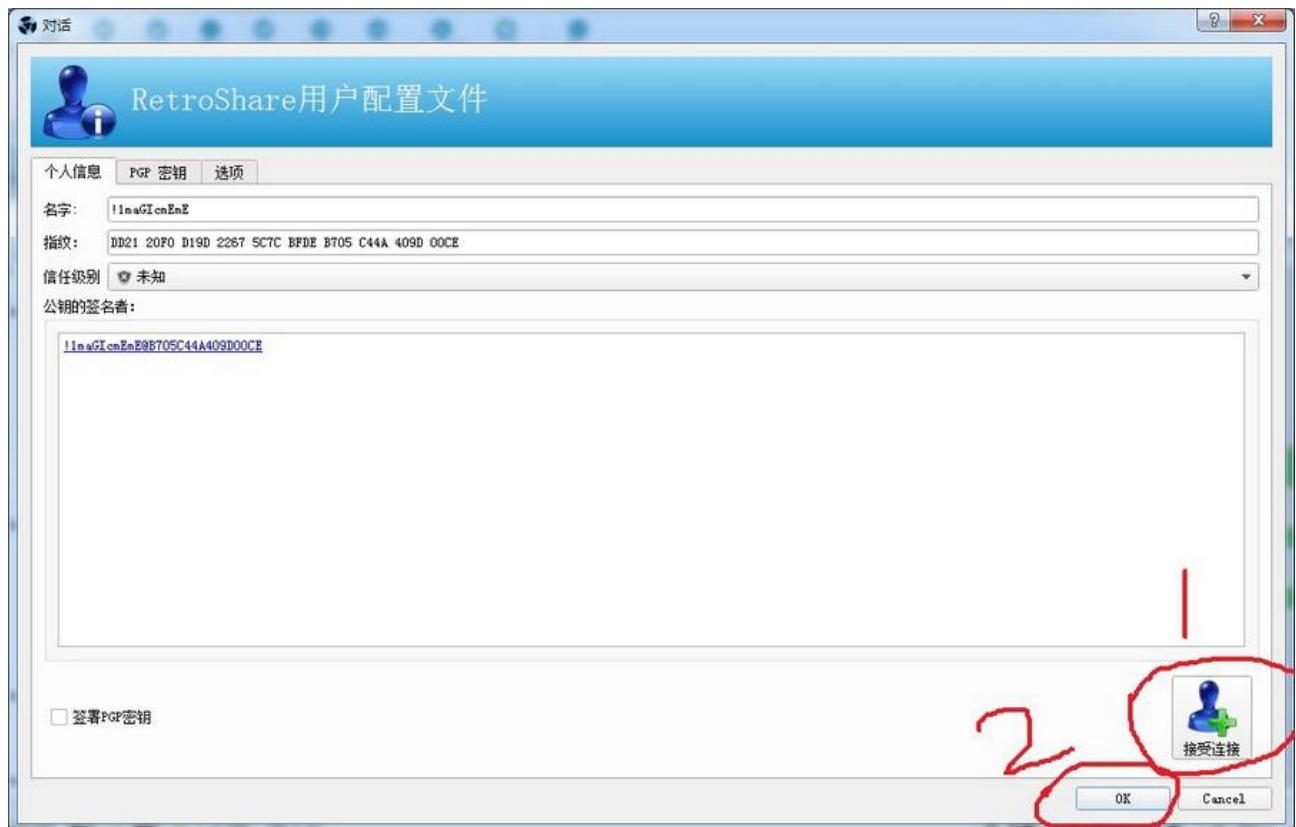 对话
RetroShare用户配置文件
个人信息 PGP 密钥 选项
名字: !1naGIcmEmE
指纹: DD21 20F0 D19D 2267 5C7C BFDE B705 C44A 409D 00CE
信任级别 未知
公钥的签名者:
!1naGIcmEmE@B705C44A409D00CE
1
签署PGP密钥
接受连接
2
OK Cancel